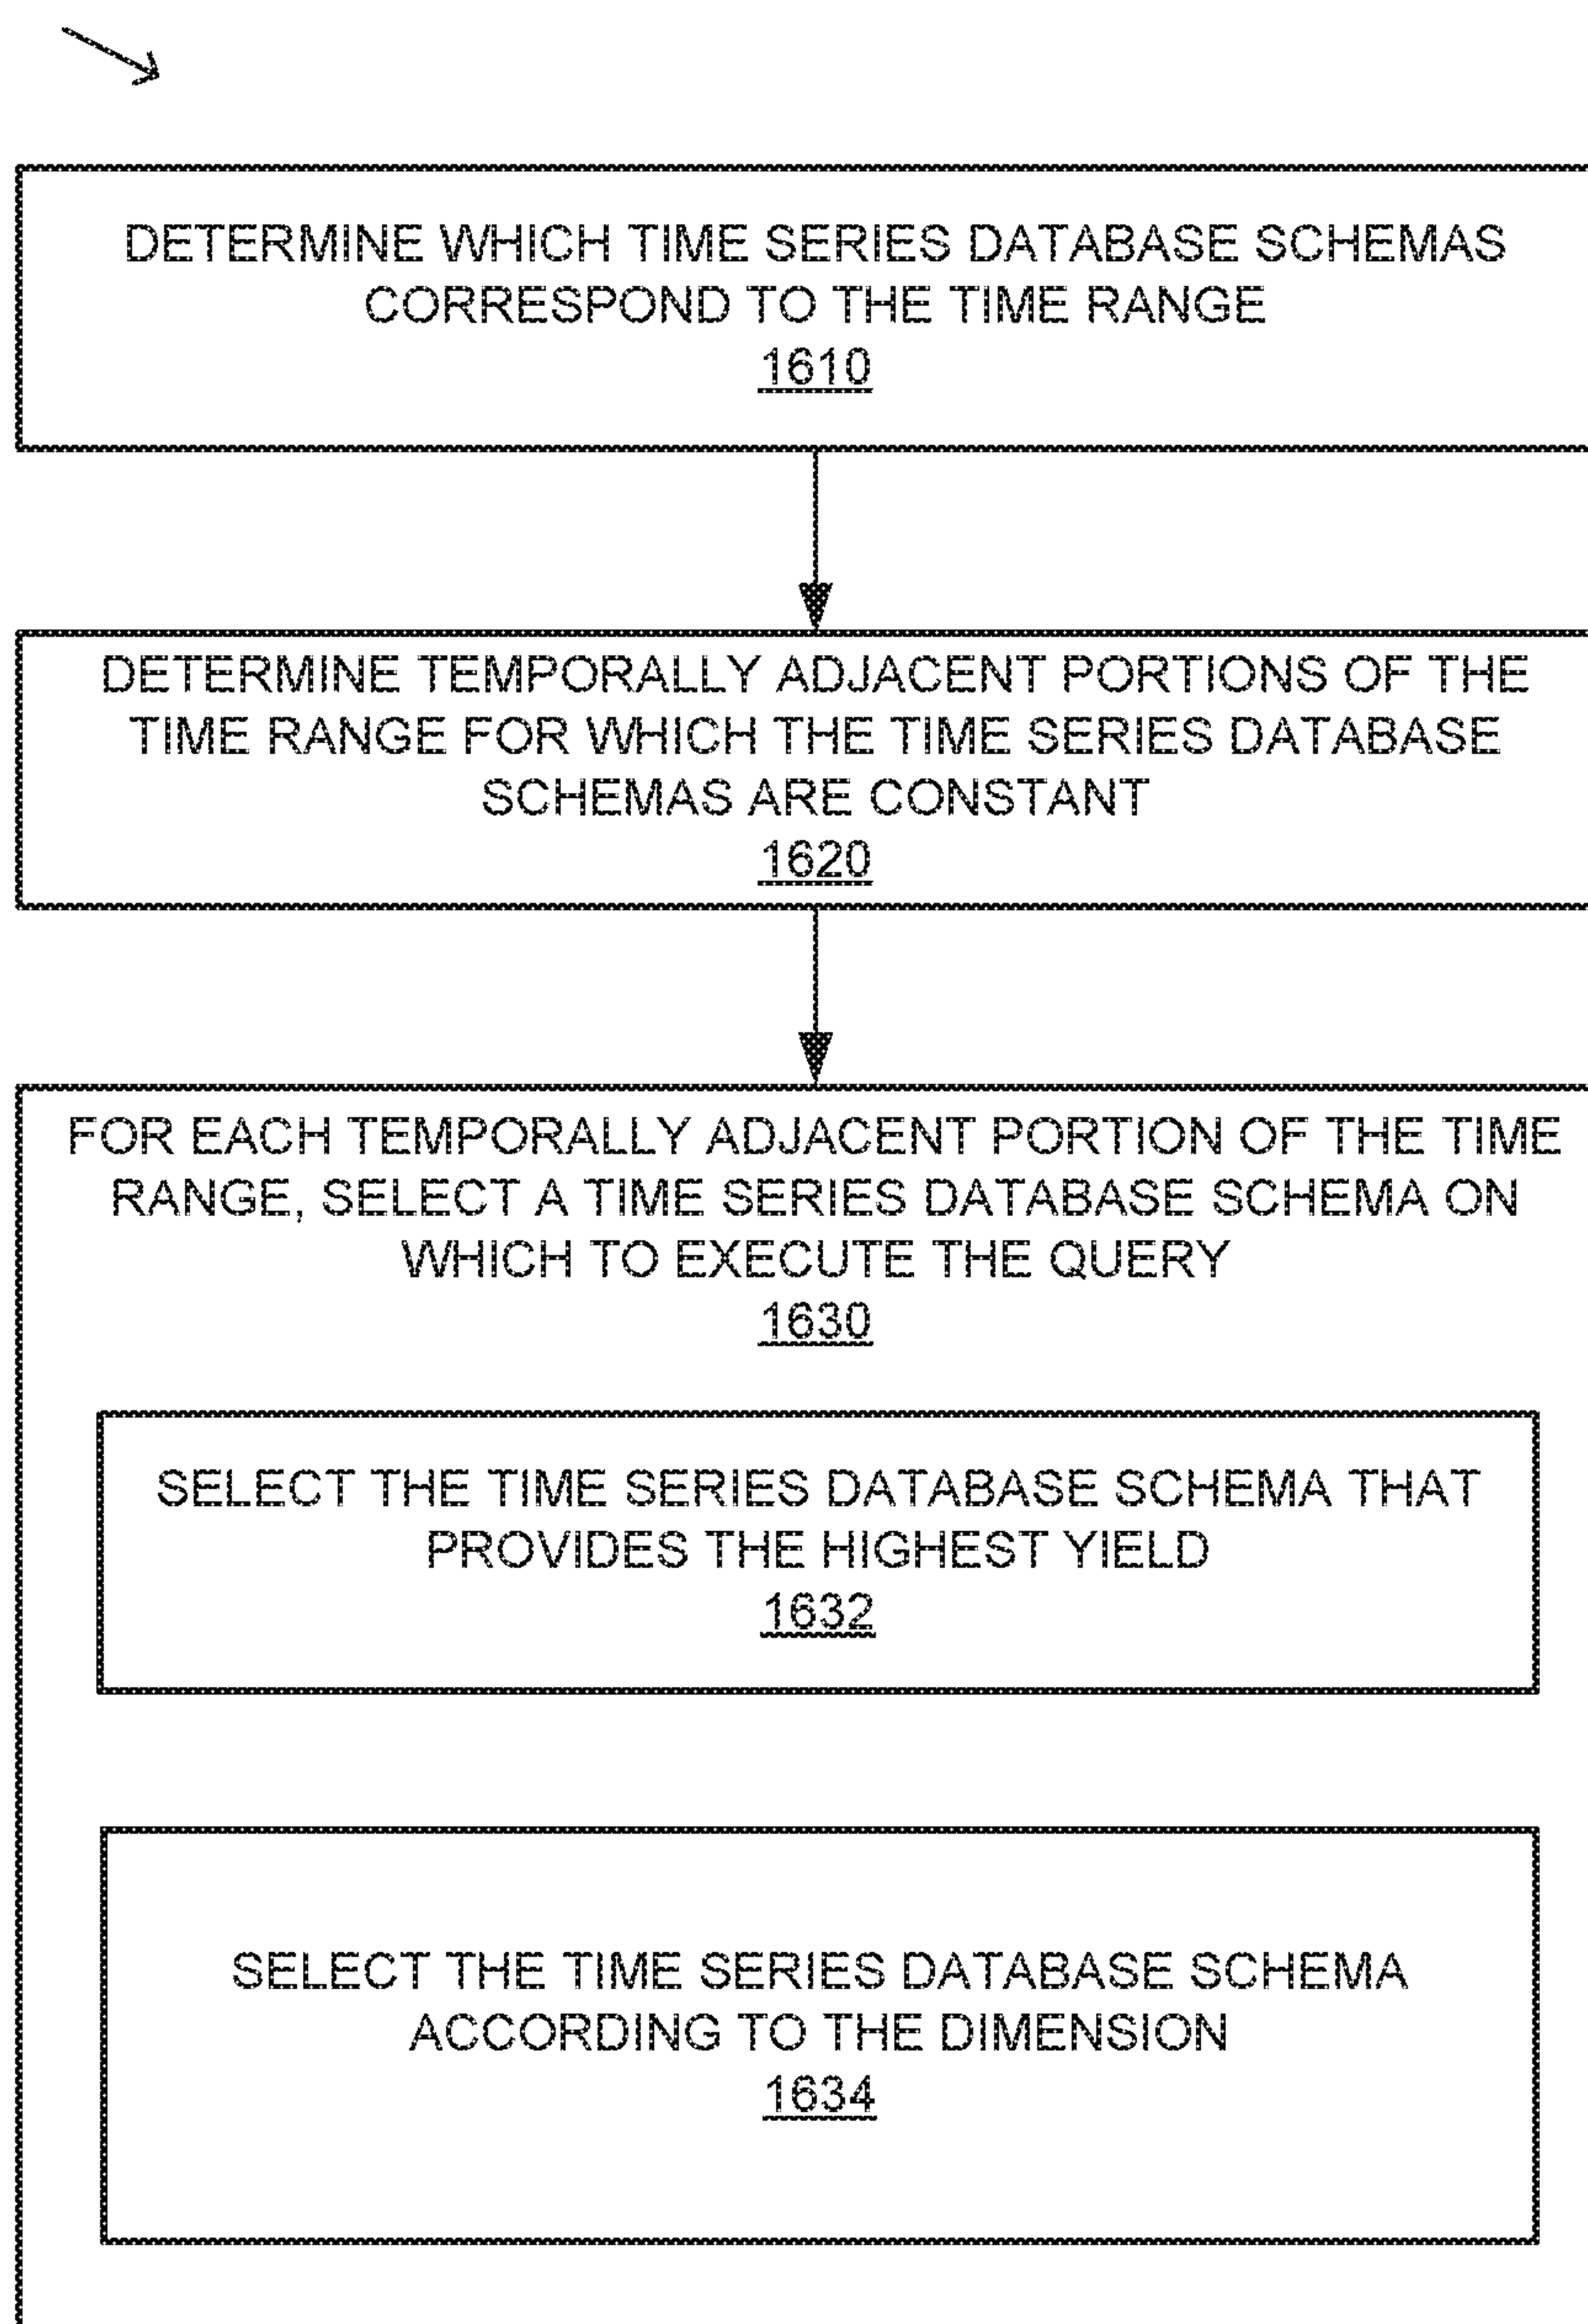 DETERMINE WHICH TIME SERIES DATABASE SCHEMAS
CORRESPOND TO THE TIME RANGE
1610
DETERMINE TEMPORALLY ADJACENT PORTIONS OF THE
TIME RANGE FOR WHICH THE TIME SERIES DATABASE
SCHEMAS ARE CONSTANT
1620
FOR EACH TEMPORALLY ADJACENT PORTION OF THE TIME
RANGE, SELECT A TIME SERIES DATABASE SCHEMA ON
WHICH TO EXECUTE THE QUERY
1630
SELECT THE TIME SERIES DATABASE SCHEMA THAT
PROVIDES THE HIGHEST YIELD
1632
SELECT THE TIME SERIES DATABASE SCHEMA
ACCORDING TO THE DIMENSION
1634